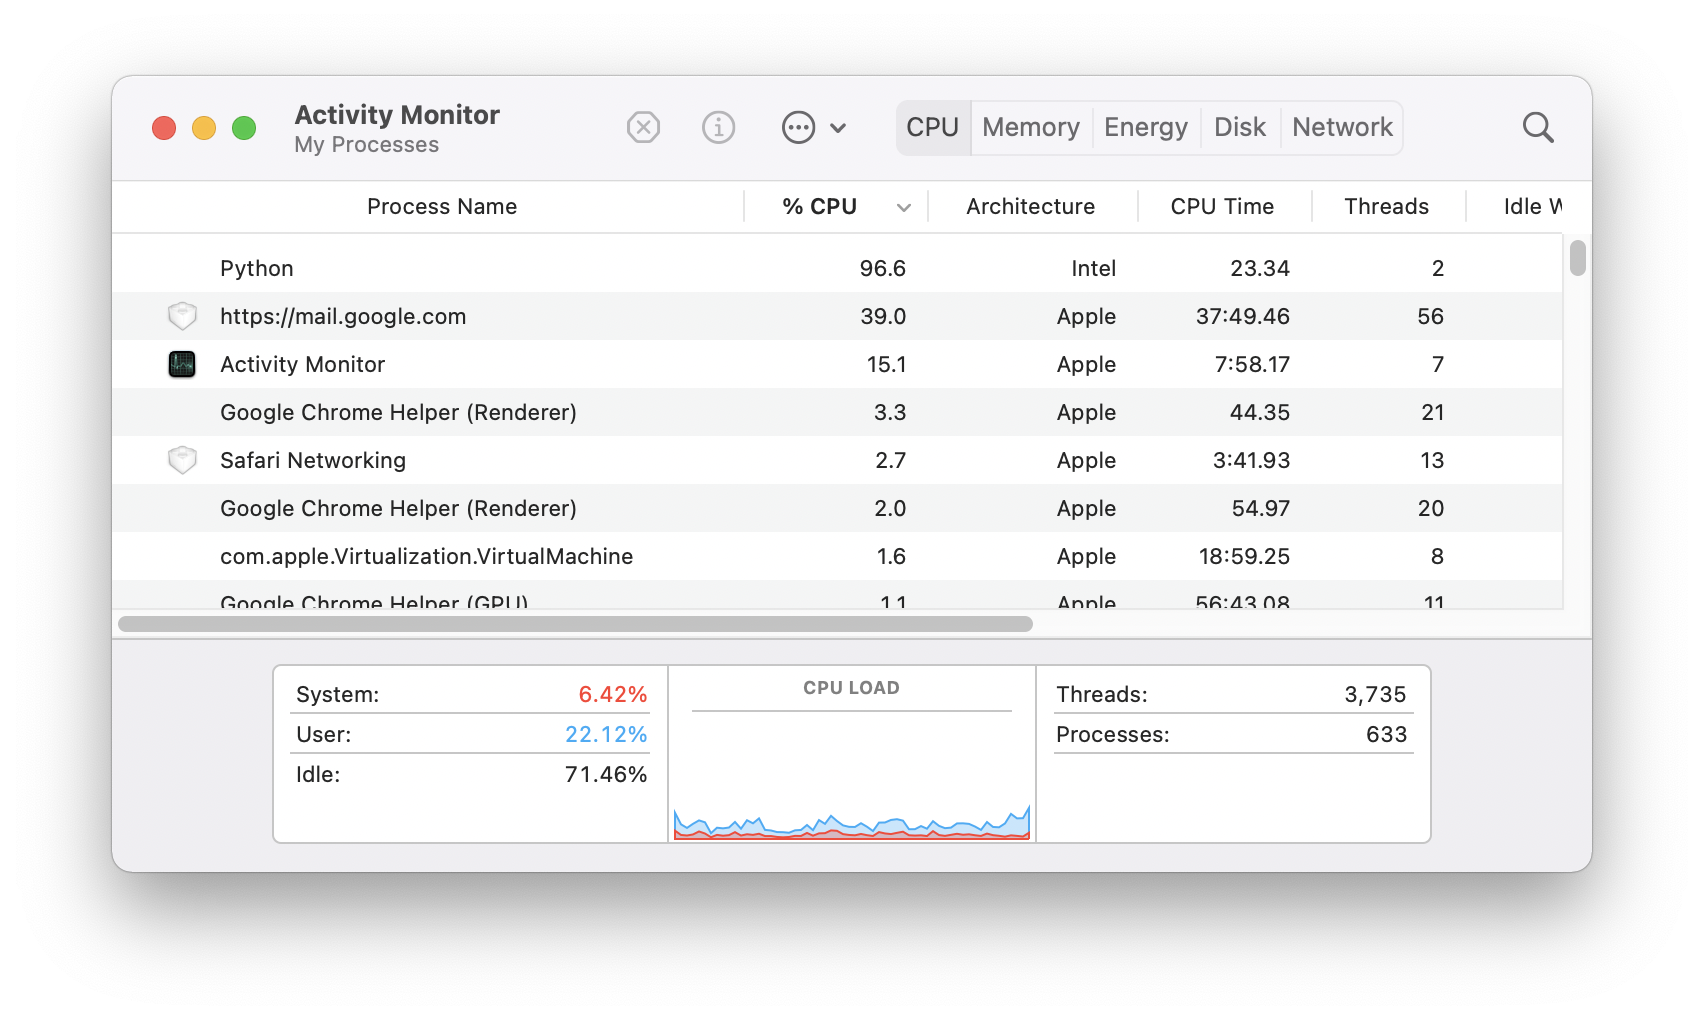 Activity Monitor
My Processes
CPU Memory Energy Disk Network
Process Name % CPU Architecture CPU Time Threads Idle W
Python 96.6 Intel 23.34 2
https://mail.google.com 39.0 Apple 37:49.46 56
Activity Monitor 15.1 Apple 7:58.17 7
Google Chrome Helper (Renderer) 3.3 Apple 44.35 21
Safari Networking 2.7 Apple 3:41.93 13
Google Chrome Helper (Renderer) 2.0 Apple 54.97 20
com.apple.Virtualization.VirtualMachine 1.6 Apple 18:59.25 8
Google Chrome Helper (GPU) 1.1 Apple 56:43.08 11
System: 6.42%
User: 22.12%
Idle: 71.46%
CPU LOAD
Threads: 3,735
Processes: 633